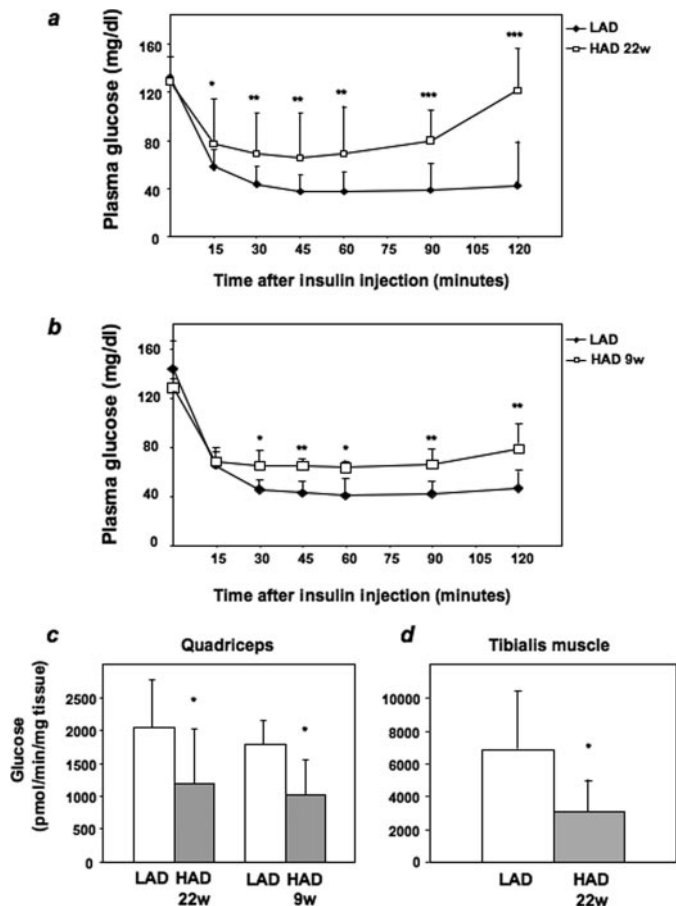 a
LAD
HAD 22w
Plasma glucose (mg/dl)
160
120
80
40
0
* ** ** ** *** ***
15 30 45 60 75 90 105 120
Time after insulin injection (minutes)
b
LAD
HAD 9w
Plasma glucose (mg/dl)
160
120
80
40
0
* ** * ** **
15 30 45 60 75 90 105 120
Time after insulin injection (minutes)
c
Quadriceps
Glucose
(pmol/min/mg tissue)
2500
2000
1500
1000
500
0
* *
LAD HAD LAD HAD
22w 9w
d
Tibialis muscle
10000
8000
6000
4000
2000
0
*
LAD HAD
22w